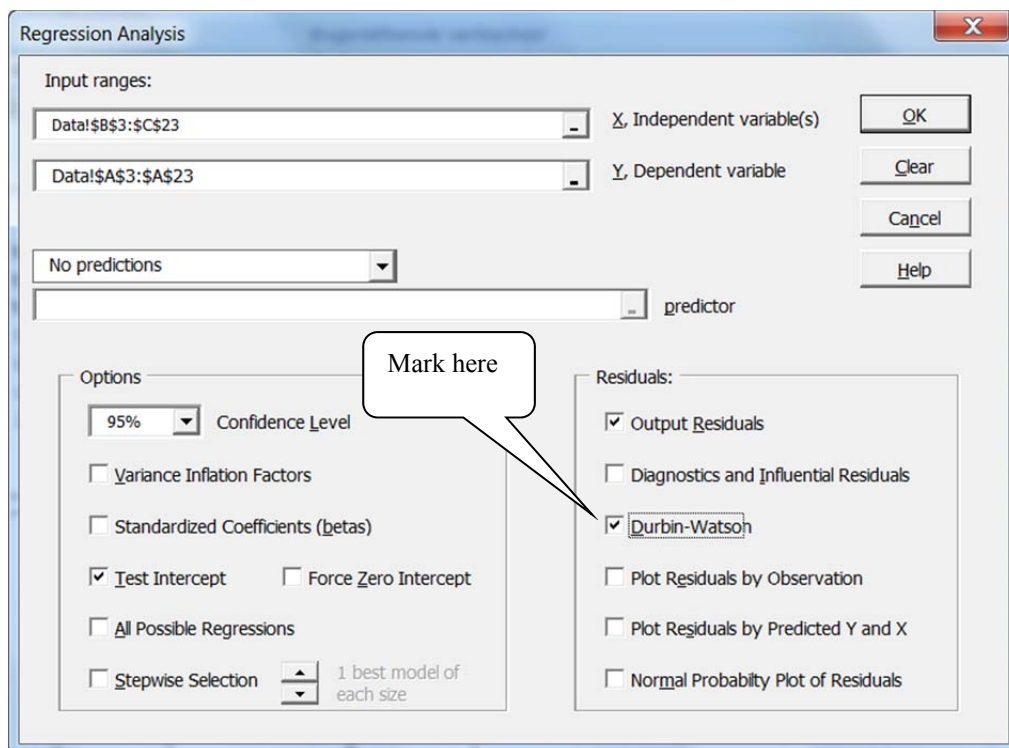 Regression Analysis
Input ranges:
Data!$B$3:$C$23
X, Independent variable(s)
OK
Data!$A$3:$A$23
Y, Dependent variable
Clear
Cancel
No predictions
Help
predictor
Mark here
Options
Residuals:
95%
Confidence Level
Output Residuals
Variance Inflation Factors
Diagnostics and Influential Residuals
Standardized Coefficients (betas)
Durbin-Watson
Test Intercept
Force Zero Intercept
Plot Residuals by Observation
All Possible Regressions
Plot Residuals by Predicted Y and X
Stepwise Selection
1 best model of
each size
Normal Probabilty Plot of Residuals